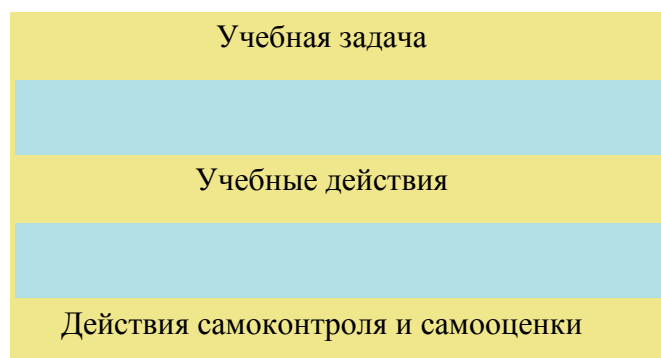 Учебная задача
Учебные действия
Действия самоконтроля и самооценки